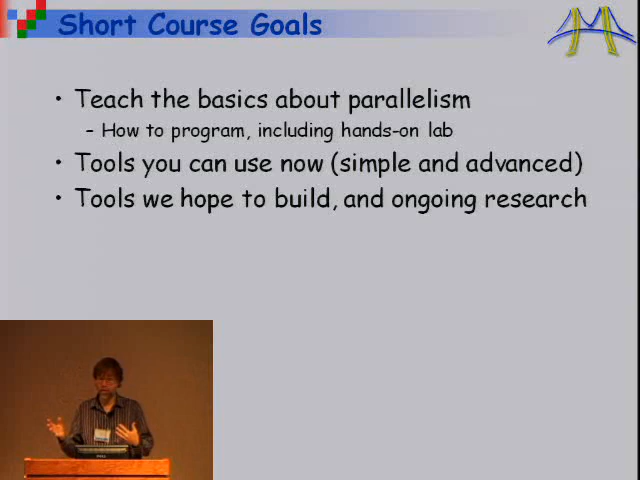 Short Course Goals
• Teach the basics about parallelism
– How to program, including hands-on lab
• Tools you can use now (simple and advanced)
• Tools we hope to build, and ongoing research
DELL